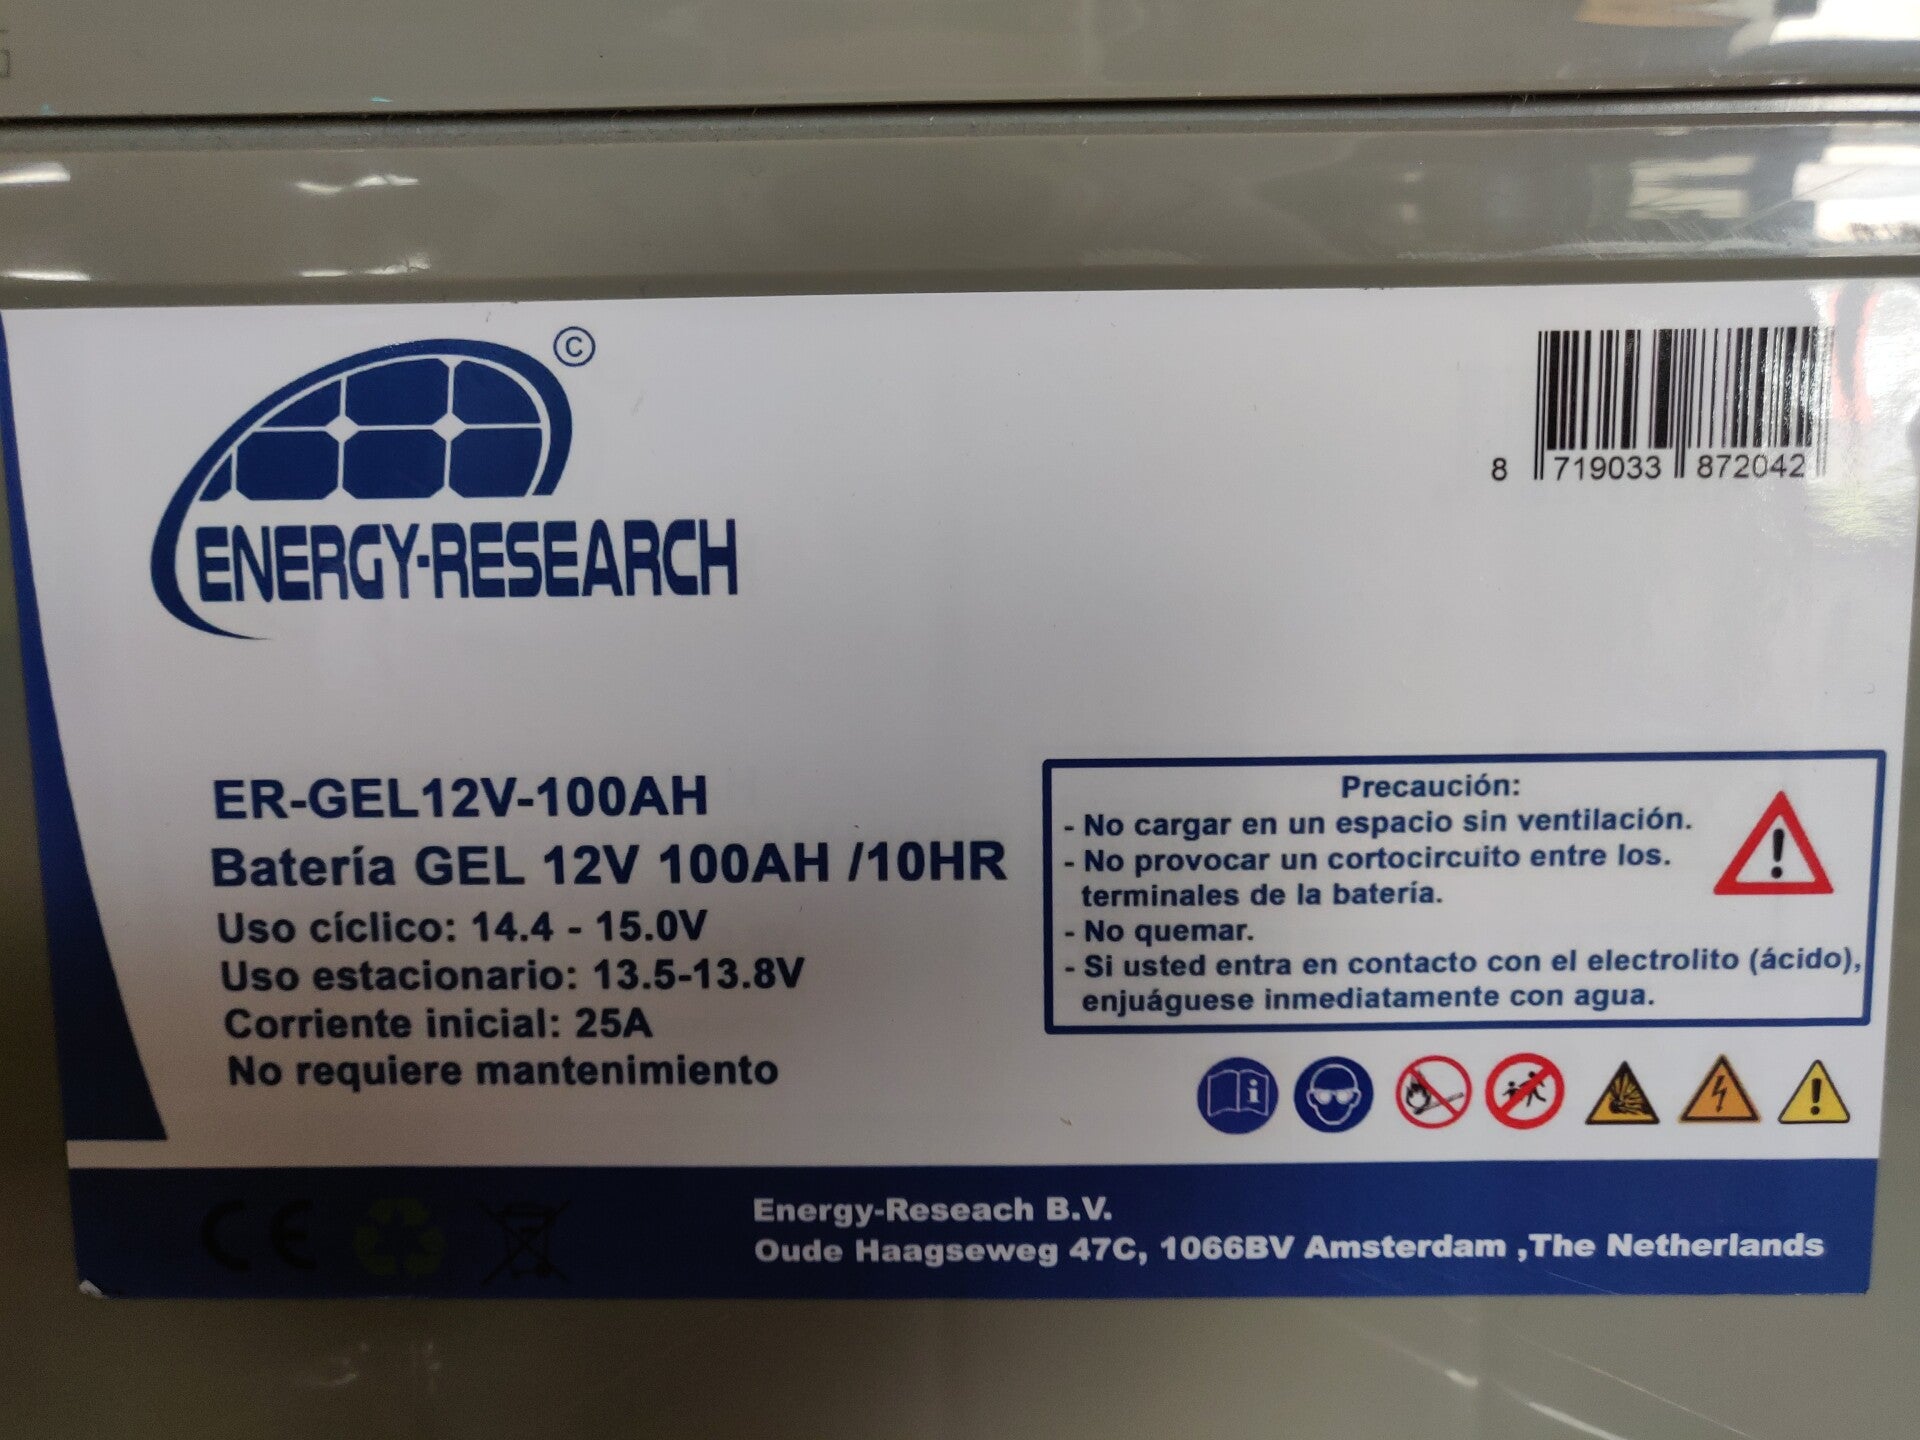 ©
ENERGY-RESEARCH
8 719033 872042
ER-GEL12V-100AH
Batería GEL 12V 100AH /10HR
Uso cíclico: 14.4 - 15.0V
Uso estacionario: 13.5-13.8V
Corriente inicial: 25A
No requiere mantenimiento
Precaución:
- No cargar en un espacio sin ventilación.
- No provocar un cortocircuito entre los.
terminales de la batería.
- No quemar.
- Si usted entra en contacto con el electrolito (ácido),
enjuáguese inmediatamente con agua.
CE
Energy-Reseach B.V.
Oude Haagseweg 47C, 1066BV Amsterdam ,The Netherlands